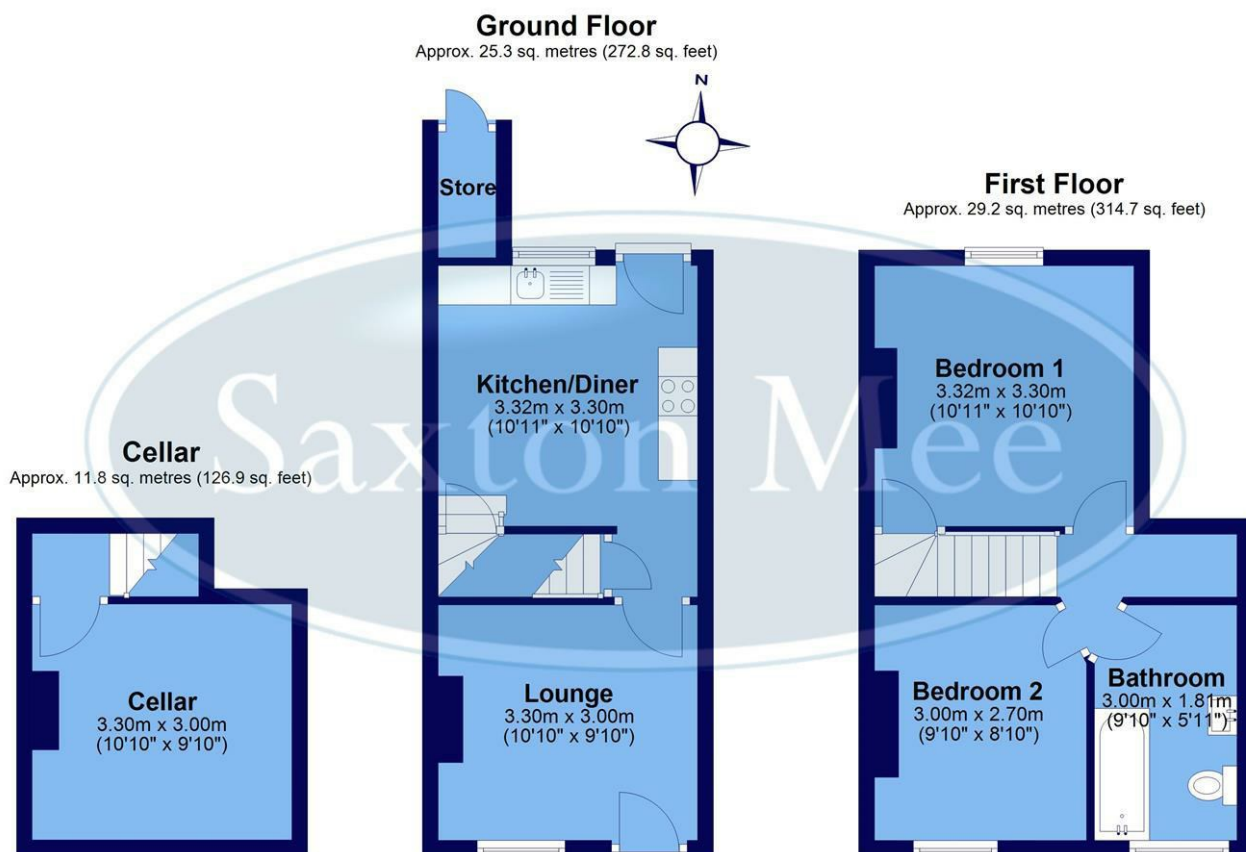 Ground Floor
Approx. 25.3 sq. metres (272.8 sq. feet)
N
Store
Kitchen/Diner
3.32m x 3.30m
(10'11" x 10'10")
Lounge
3.30m x 3.00m
(10'10" x 9'10")
First Floor
Approx. 29.2 sq. metres (314.7 sq. feet)
Bedroom 1
3.32m x 3.30m
(10'11" x 10'10")
Bedroom 2
3.00m x 2.70m
(9'10" x 8'10")
Bathroom
3.00m x 1.81m
(9'10" x 5'11")
Cellar
Approx. 11.8 sq. metres (126.9 sq. feet)
Cellar
3.30m x 3.00m
(10'10" x 9'10")
Saxton Mee